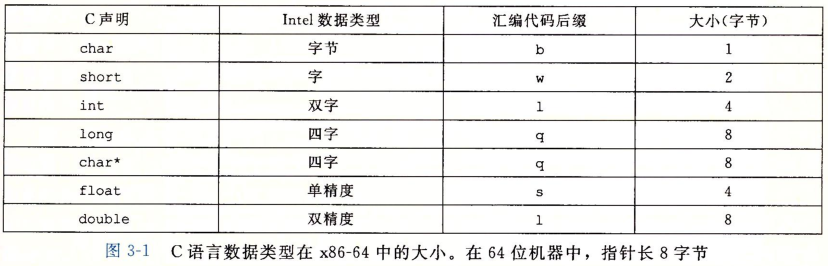 C 声明 Intel 数据类型 汇编代码后缀 大小(字节)
char 字节 b 1
short 字 w 2
int 双字 l 4
long 四字 q 8
char* 四字 q 8
float 单精度 s 4
double 双精度 l 8
图 3-1 C 语言数据类型在 x86-64 中的大小。在 64 位机器中，指针长 8 字节